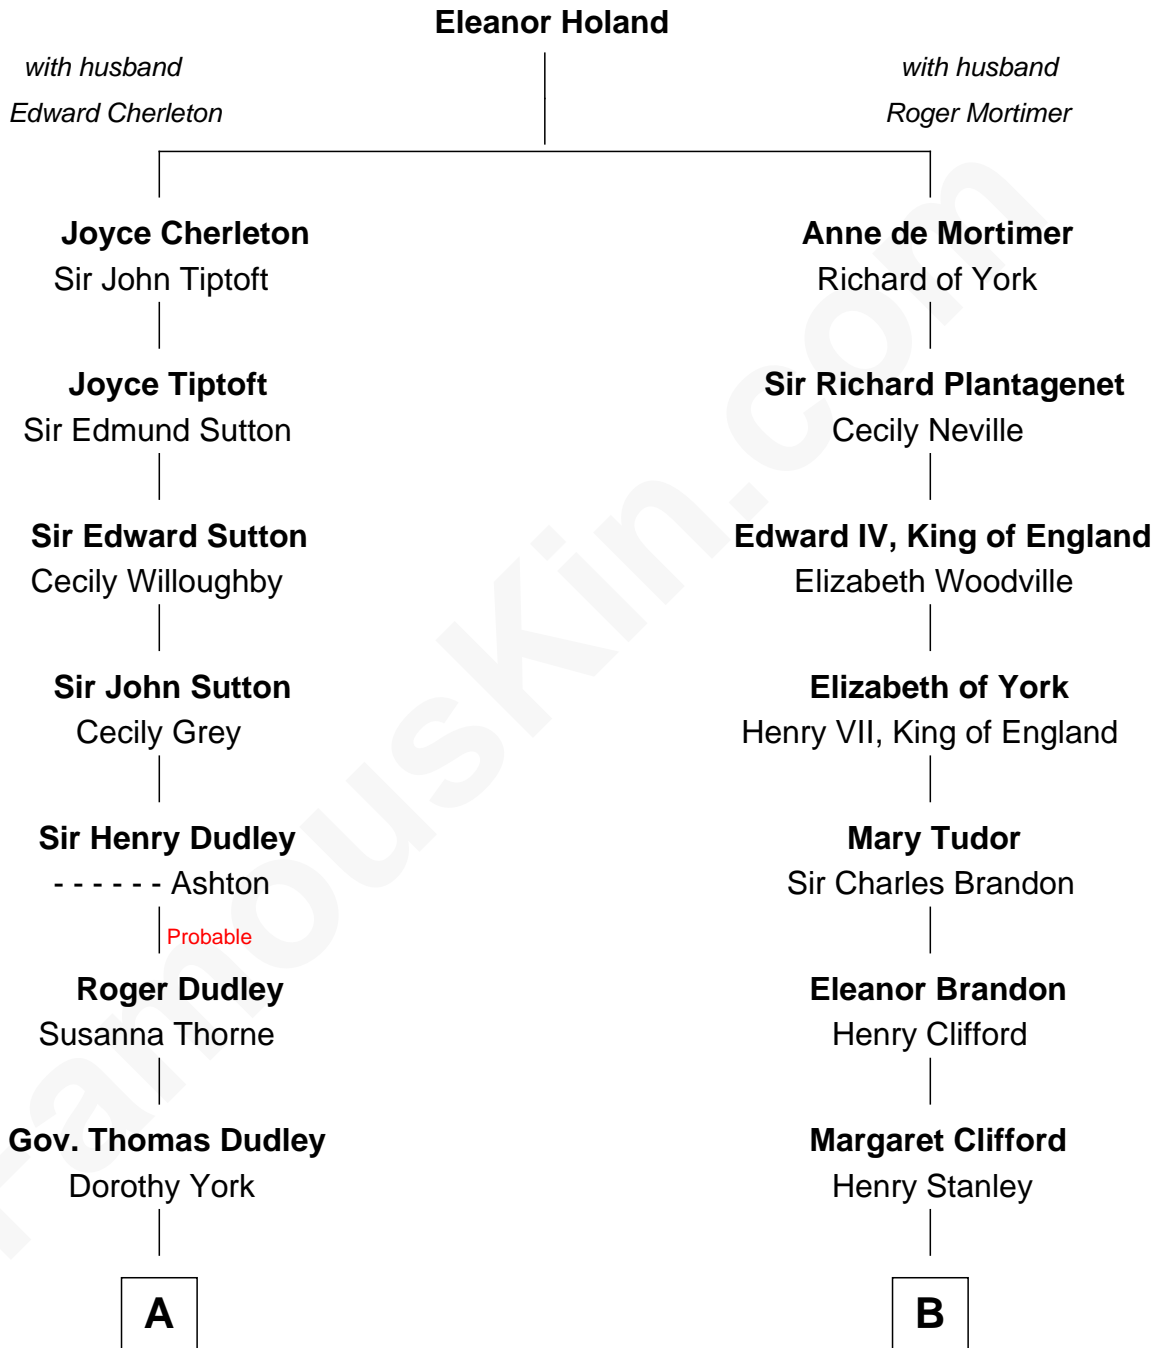 Eleanor Holand
with husband
Edward Cherleton
with husband
Roger Mortimer
Joyce Cherleton
Sir John Tiptoft
Anne de Mortimer
Richard of York
Joyce Tiptoft
Sir Edmund Sutton
Sir Richard Plantagenet
Cecily Neville
Sir Edward Sutton
Cecily Willoughby
Edward IV, King of England
Elizabeth Woodville
Sir John Sutton
Cecily Grey
Elizabeth of York
Henry VII, King of England
Sir Henry Dudley
- - - - - - Ashton
Mary Tudor
Sir Charles Brandon
Probable
Roger Dudley
Susanna Thorne
Eleanor Brandon
Henry Clifford
Gov. Thomas Dudley
Dorothy York
Margaret Clifford
Henry Stanley
A
B
FamousKin.com